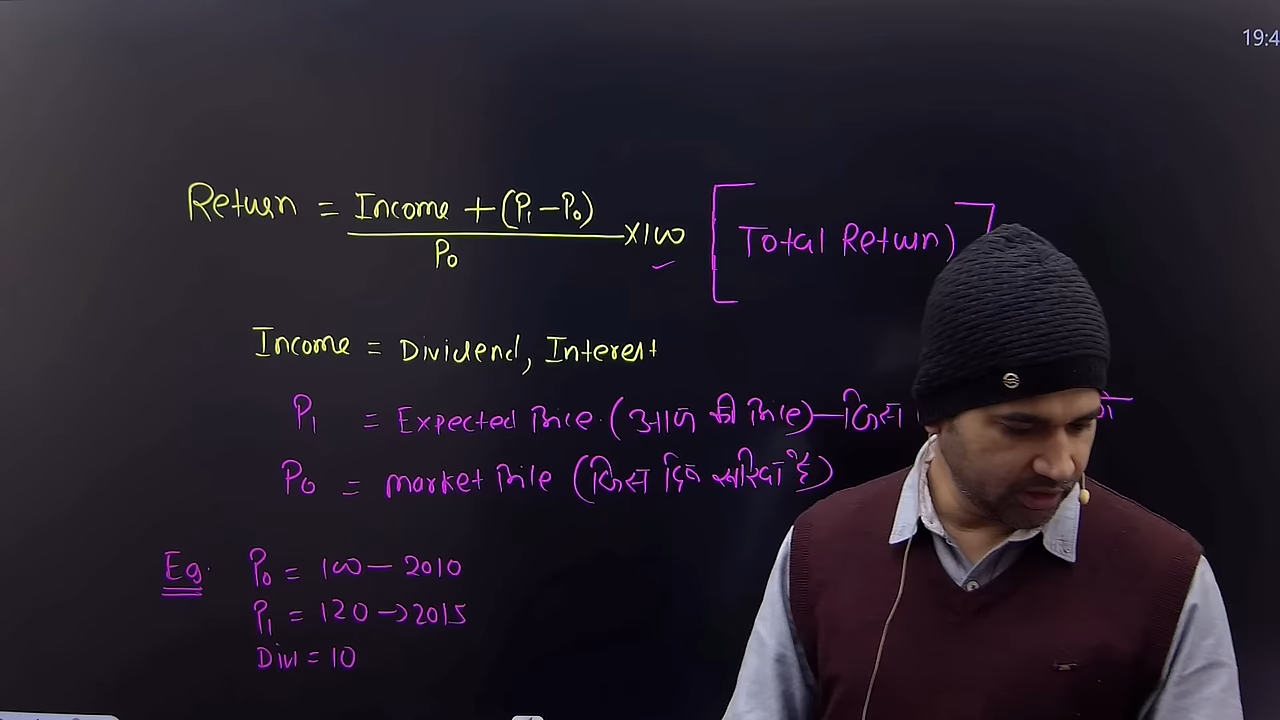 19:4
Return = Income + (P₁ – P₀) / P₀ ×100 [Total Return)]
Income = Dividend, Interest
P₁ = Expected Price (आज की Price) — जिस
P₀ = market Price (जिस दिन खरिदा है)
Eg. P₀ = 100 — 2010
P₁ = 120 → 2015
Divi = 10